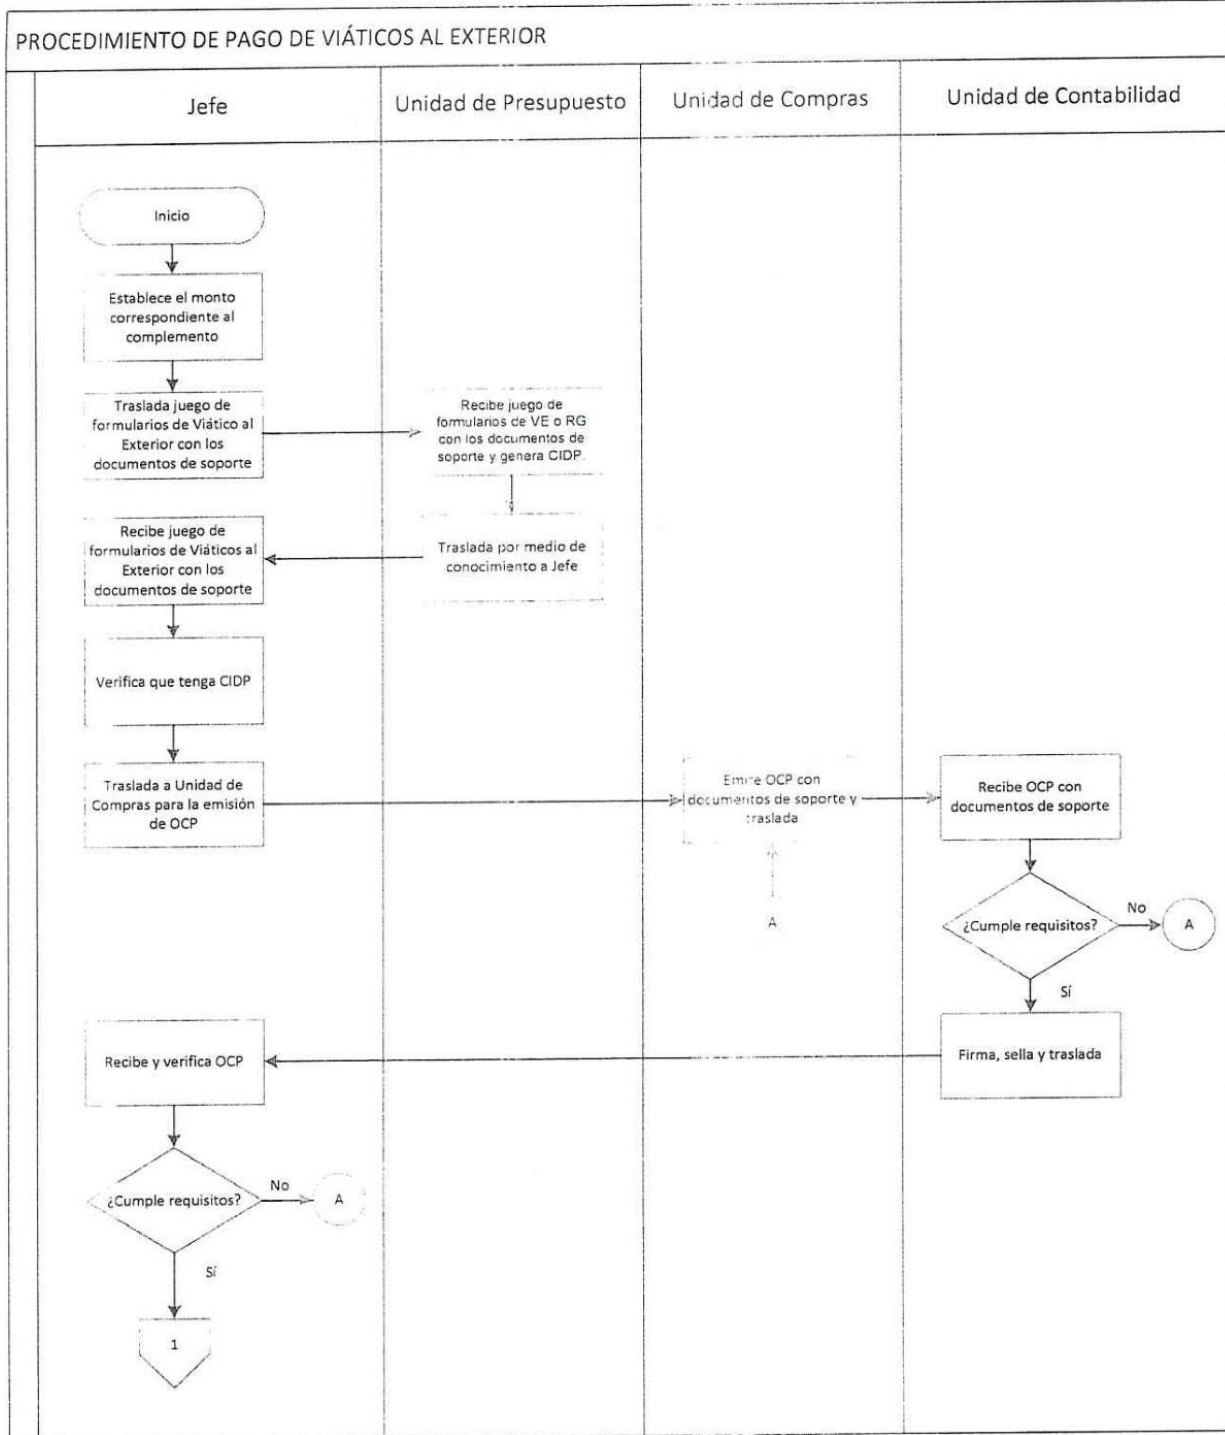 PROCEDIMIENTO DE PAGO DE VIÁTICOS AL EXTERIOR
Jefe
Unidad de Presupuesto
Unidad de Compras
Unidad de Contabilidad
Inicio
Establece el monto
correspondiente al
complemento
Traslada juego de
formularios de Viático al
Exterior con los
documentos de soporte
Recibe juego de
formularios de VE o RG
con los documentos de
soporte y genera CIDP.
Recibe juego de
formularios de Viáticos al
Exterior con los
documentos de soporte
Traslada por medio de
conocimiento a Jefe
Verifica que tenga CIDP
Traslada a Unidad de
Compras para la emisión
de OCP
Emite OCP con
documentos de soporte y
traslada
Recibe OCP con
documentos de soporte
A
¿Cumple requisitos?
No
A
Sí
Firma, sella y traslada
Recibe y verifica OCP
¿Cumple requisitos?
No
A
Sí
1